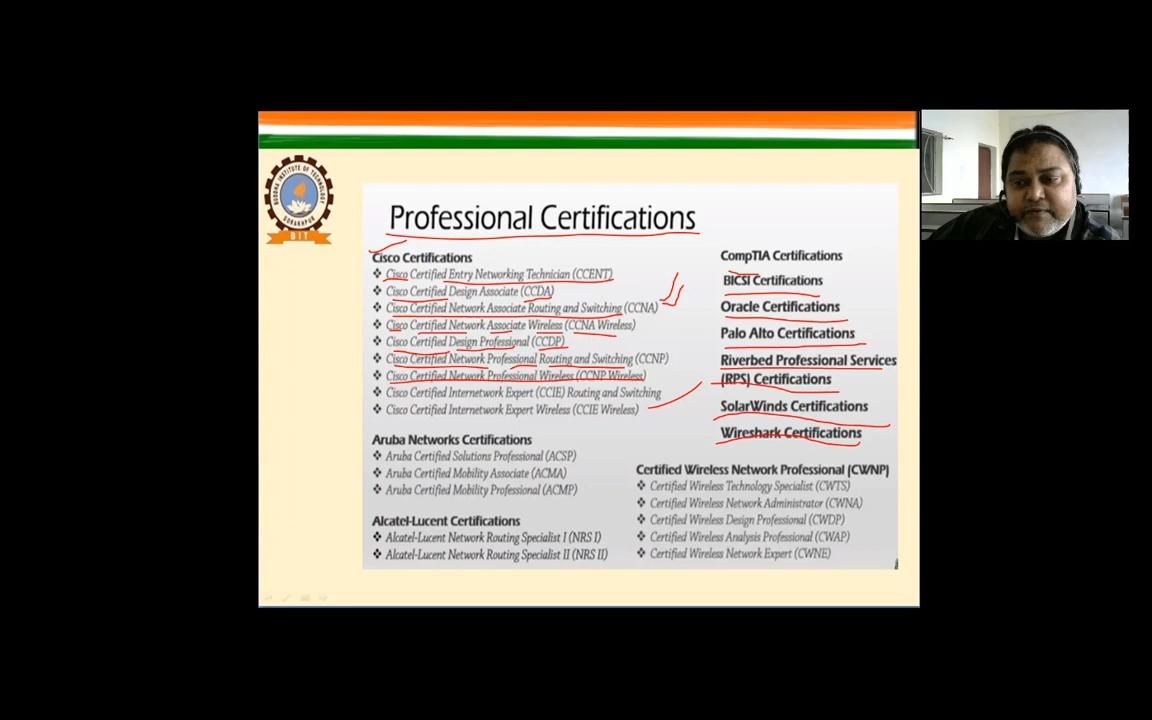 BUDDHA INSTITUTE OF TECHNOLOGY
GORAKHPUR
BIT
Professional Certifications
Cisco Certifications
❖ Cisco Certified Entry Networking Technician (CCENT)
❖ Cisco Certified Design Associate (CCDA)
❖ Cisco Certified Network Associate Routing and Switching (CCNA)
❖ Cisco Certified Network Associate Wireless (CCNA Wireless)
❖ Cisco Certified Design Professional (CCDP)
❖ Cisco Certified Network Professional Routing and Switching (CCNP)
❖ Cisco Certified Network Professional Wireless (CCNP Wireless)
❖ Cisco Certified Internetwork Expert (CCIE) Routing and Switching
❖ Cisco Certified Internetwork Expert Wireless (CCIE Wireless)
Aruba Networks Certifications
❖ Aruba Certified Solutions Professional (ACSP)
❖ Aruba Certified Mobility Associate (ACMA)
❖ Aruba Certified Mobility Professional (ACMP)
Alcatel-Lucent Certifications
❖ Alcatel-Lucent Network Routing Specialist I (NRS I)
❖ Alcatel-Lucent Network Routing Specialist II (NRS II)
CompTIA Certifications
BICSI Certifications
Oracle Certifications
Palo Alto Certifications
Riverbed Professional Services
(RPS) Certifications
SolarWinds Certifications
Wireshark Certifications
Certified Wireless Network Professional (CWNP)
❖ Certified Wireless Technology Specialist (CWTS)
❖ Certified Wireless Network Administrator (CWNA)
❖ Certified Wireless Design Professional (CWDP)
❖ Certified Wireless Analysis Professional (CWAP)
❖ Certified Wireless Network Expert (CWNE)